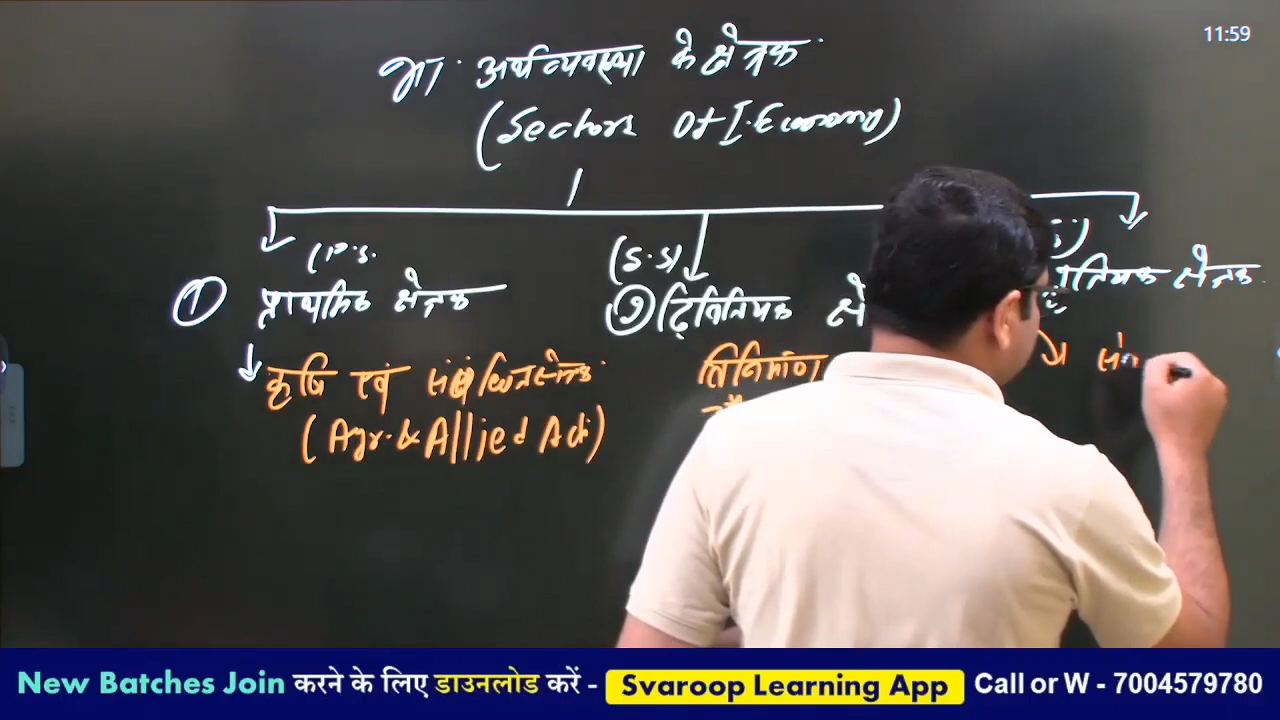 11:59
भा. अर्थव्यवस्था के क्षेत्रक
(Sectors Of I. Economy)
(P.S. (S.S)
① प्राथमिक क्षेत्रक ② द्वितियक क्षे तियक क्षेत्रक
कृषि एवं विनिर्माण
(Agr. & Allied Act)
New Batches Join करने के लिए डाउनलोड करें - Svaroop Learning App Call or W - 7004579780